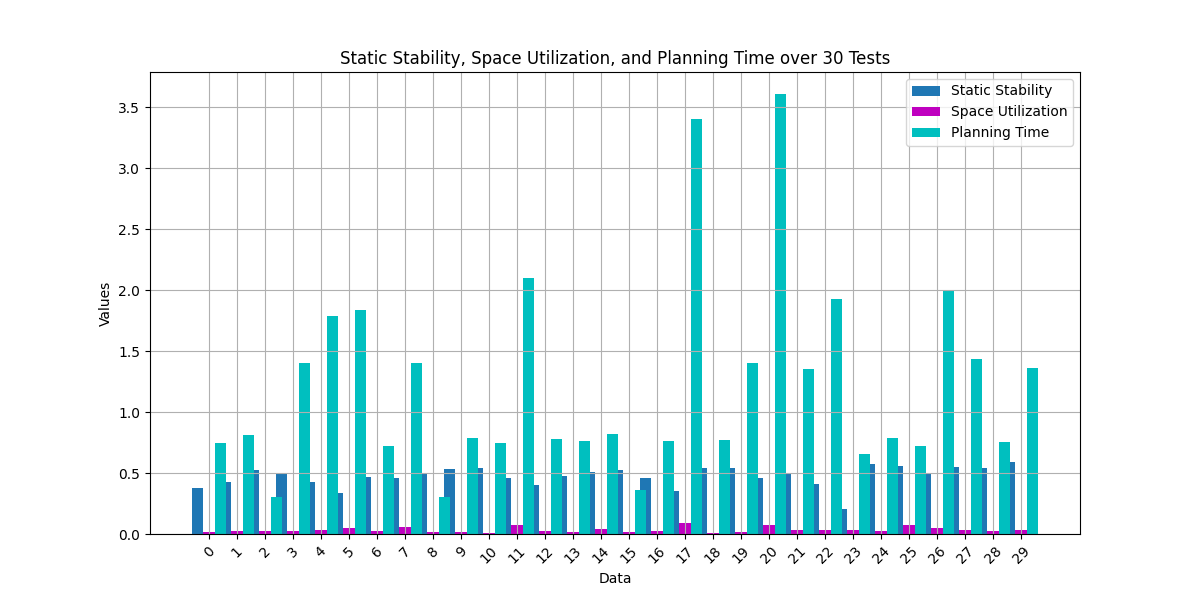 Static Stability, Space Utilization, and Planning Time over 30 Tests
Static Stability
Space Utilization
Planning Time
3.5
3.0
2.5
2.0
1.5
1.0
0.5
0.0
Values
0 1 2 3 4 5 6 7 8 9 10 11 12 13 14 15 16 17 18 19 20 21 22 23 24 25 26 27 28 29
Data